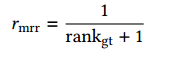 r_mrr = 1 / (rank_gt + 1)